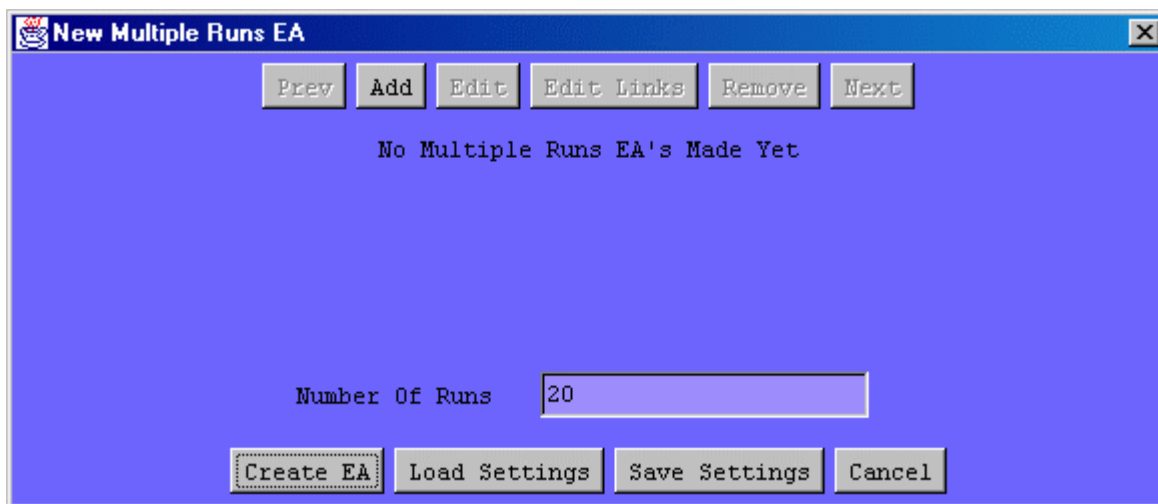 New Multiple Runs EA
Prev Add Edit Edit Links Remove Next
No Multiple Runs EA's Made Yet
Number Of Runs 20
Create EA Load Settings Save Settings Cancel